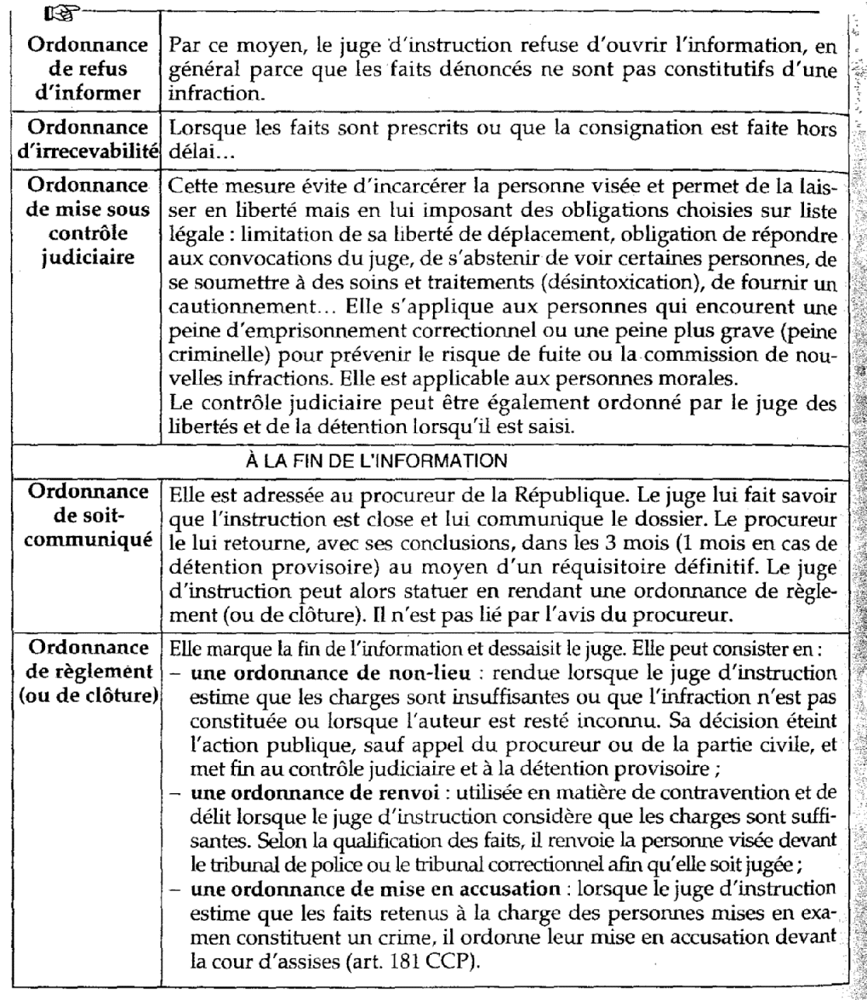 ☞
Ordonnance
de refus
d'informer
Par ce moyen, le juge d'instruction refuse d'ouvrir l'information, en
général parce que les faits dénoncés ne sont pas constitutifs d'une
infraction.
Ordonnance
d'irrecevabilité
Lorsque les faits sont prescrits ou que la consignation est faite hors
délai...
Ordonnance
de mise sous
contrôle
judiciaire
Cette mesure évite d'incarcérer la personne visée et permet de la lais-
ser en liberté mais en lui imposant des obligations choisies sur liste
légale : limitation de sa liberté de déplacement, obligation de répondre
aux convocations du juge, de s'abstenir de voir certaines personnes, de
se soumettre à des soins et traitements (désintoxication), de fournir un
cautionnement... Elle s'applique aux personnes qui encourent une
peine d'emprisonnement correctionnel ou une peine plus grave (peine
criminelle) pour prévenir le risque de fuite ou la commission de nou-
velles infractions. Elle est applicable aux personnes morales.
Le contrôle judiciaire peut être également ordonné par le juge des
libertés et de la détention lorsqu'il est saisi.
À LA FIN DE L'INFORMATION
Ordonnance
de soit-
communiqué
Elle est adressée au procureur de la République. Le juge lui fait savoir
que l'instruction est close et lui communique le dossier. Le procureur
le lui retourne, avec ses conclusions, dans les 3 mois (1 mois en cas de
détention provisoire) au moyen d'un réquisitoire définitif. Le juge
d'instruction peut alors statuer en rendant une ordonnance de règle-
ment (ou de clôture). Il n'est pas lié par l'avis du procureur.
Ordonnance
de règlement
(ou de clôture)
Elle marque la fin de l'information et dessaisit le juge. Elle peut consister en :
– une ordonnance de non-lieu : rendue lorsque le juge d'instruction
estime que les charges sont insuffisantes ou que l'infraction n'est pas
constituée ou lorsque l'auteur est resté inconnu. Sa décision éteint
l'action publique, sauf appel du procureur ou de la partie civile, et
met fin au contrôle judiciaire et à la détention provisoire ;
– une ordonnance de renvoi : utilisée en matière de contravention et de
délit lorsque le juge d'instruction considère que les charges sont suffi-
santes. Selon la qualification des faits, il renvoie la personne visée devant
le tribunal de police ou le tribunal correctionnel afin qu'elle soit jugée ;
– une ordonnance de mise en accusation : lorsque le juge d'instruction
estime que les faits retenus à la charge des personnes mises en exa-
men constituent un crime, il ordonne leur mise en accusation devant
la cour d'assises (art. 181 CCP).